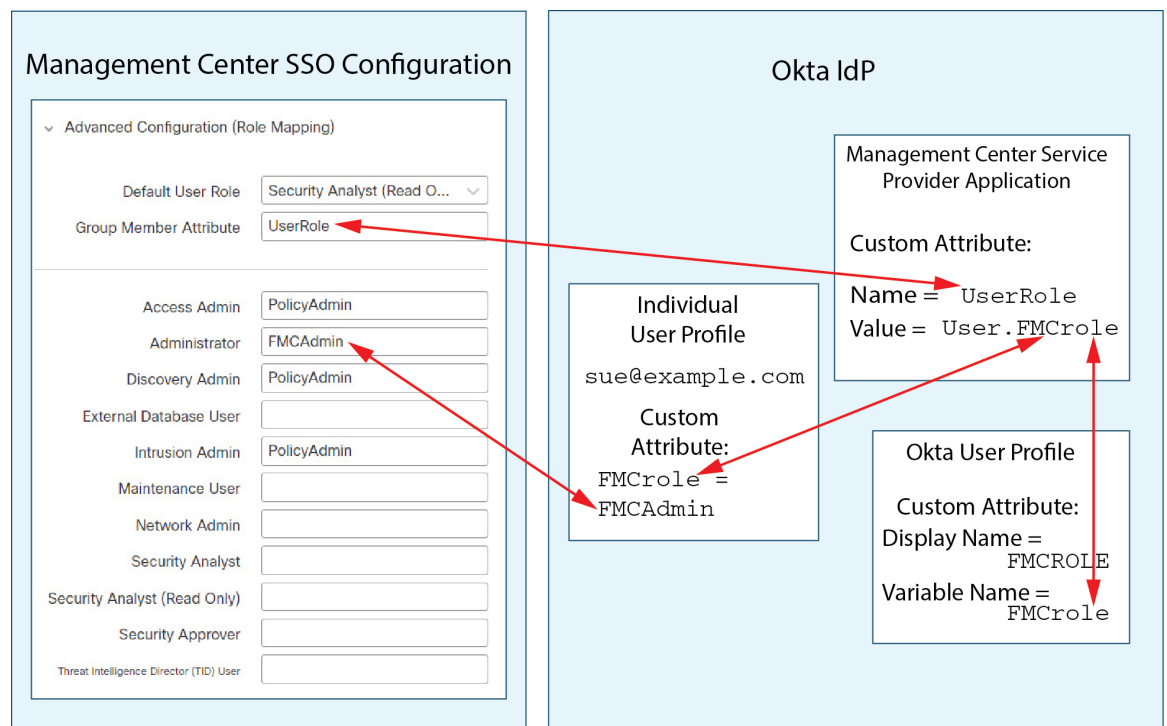 Management Center SSO Configuration
Advanced Configuration (Role Mapping)
Default User Role Security Analyst (Read O...
Group Member Attribute UserRole
Access Admin PolicyAdmin
Administrator FMCAdmin
Discovery Admin PolicyAdmin
External Database User
Intrusion Admin PolicyAdmin
Maintenance User
Network Admin
Security Analyst
Security Analyst (Read Only)
Security Approver
Threat Intelligence Director (TID) User
Okta IdP
Individual
User Profile
sue@example.com
Custom
Attribute:
FMCrole =
FMCAdmin
Management Center Service
Provider Application
Custom Attribute:
Name = UserRole
Value = User.FMCrole
Okta User Profile
Custom Attribute:
Display Name =
FMCROLE
Variable Name =
FMCrole